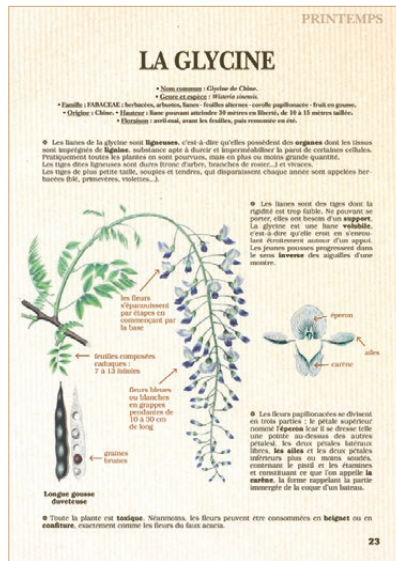 PRINTEMPS
LA GLYCINE
• Nom commun : Glycine de Chine.
• Genre et espèce : Wisteria sinensis.
• Famille : FABACEAE : herbacées, arbustes, lianes - feuilles alternes - corolle papilionacée - fruit en gousse.
• Origine : Chine. • Hauteur : liane pouvant atteindre 30 mètres en liberté, de 10 à 15 mètres taillée.
• Floraison : avril-mai, avant les feuilles, puis remontée en été.
Les lianes de la glycine sont ligneuses, c'est-à-dire qu'elles possèdent des organes dont les tissus
sont imprégnés de lignine, substance apte à durcir et imperméabiliser la paroi de certaines cellules.
Pratiquement toutes les plantes en sont pourvues, mais en plus ou moins grande quantité.
Les tiges dites ligneuses sont dures (tronc d'arbre, branches de rosier...) et vivaces.
Les tiges de plus petite taille, souples et tendres, qui disparaissent chaque année sont appelées her-
bacées (blé, primevères, violettes...).
Les lianes sont des tiges dont la
rigidité est trop faible. Ne pouvant se
porter, elles ont besoin d'un support.
La glycine est une liane volubile,
c'est-à-dire qu'elle croît en s'enrou-
lant étroitement autour d'un appui.
Les jeunes pousses progressent dans
le sens inverse des aiguilles d'une
montre.
les fleurs
s'épanouissent
par étapes en
commençant par
la base
éperon
ailes
carène
feuilles composées
caduques :
7 à 13 folioles
fleurs bleues
ou blanches
en grappes
pendantes de
10 à 30 cm
de long
graines
brunes
Longue gousse
duveteuse
Les fleurs papilionacées se divisent
en trois parties : le pétale supérieur
nommé l'éperon (car il se dresse telle
une pointe au-dessus des autres
pétales), les deux pétales latéraux
libres, les ailes et les deux pétales
inférieurs plus ou moins soudés,
contenant le pistil et les étamines
et constituant ce que l'on appelle la
carène, la forme rappelant la partie
immergée de la coque d'un bateau.
Toute la plante est toxique. Néanmoins, les fleurs peuvent être consommées en beignet ou en
confiture, exactement comme les fleurs du faux acacia.
23